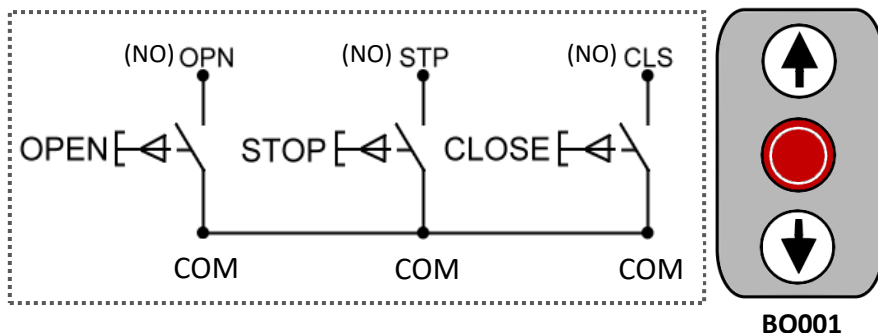 (NO) OPN (NO) STP (NO) CLS
OPEN STOP CLOSE
COM COM COM
BO001